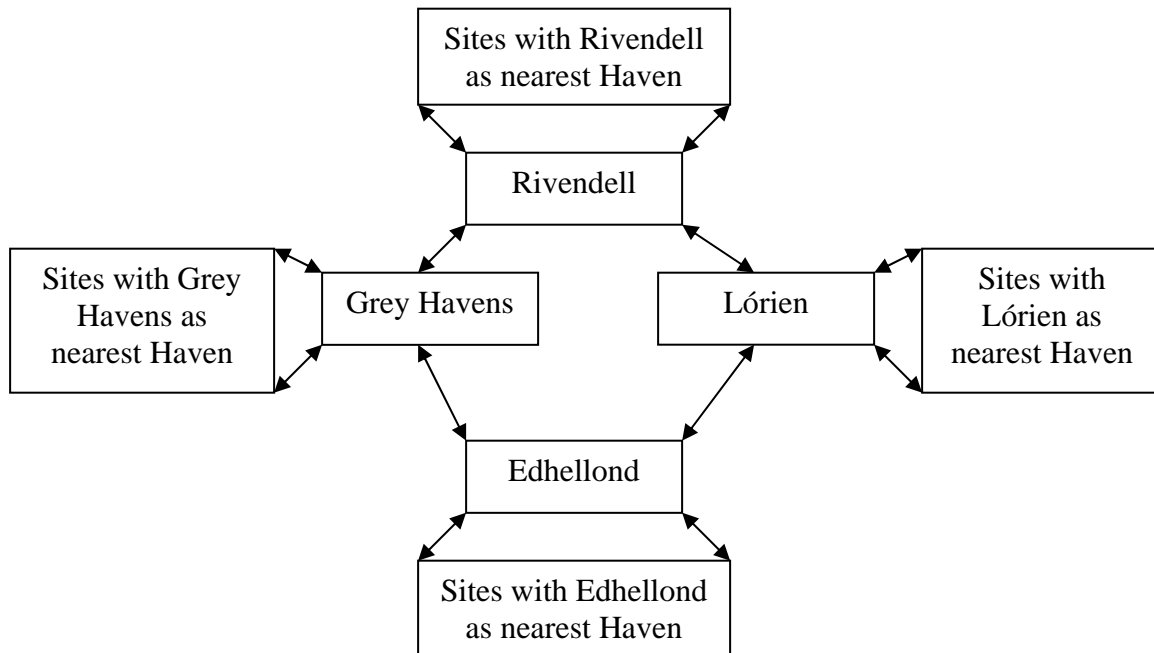 Sites with Rivendell
as nearest Haven
Rivendell
Sites with Grey
Havens as
nearest Haven
Grey Havens
Lórien
Sites with
Lórien as
nearest Haven
Edhellond
Sites with Edhellond
as nearest Haven